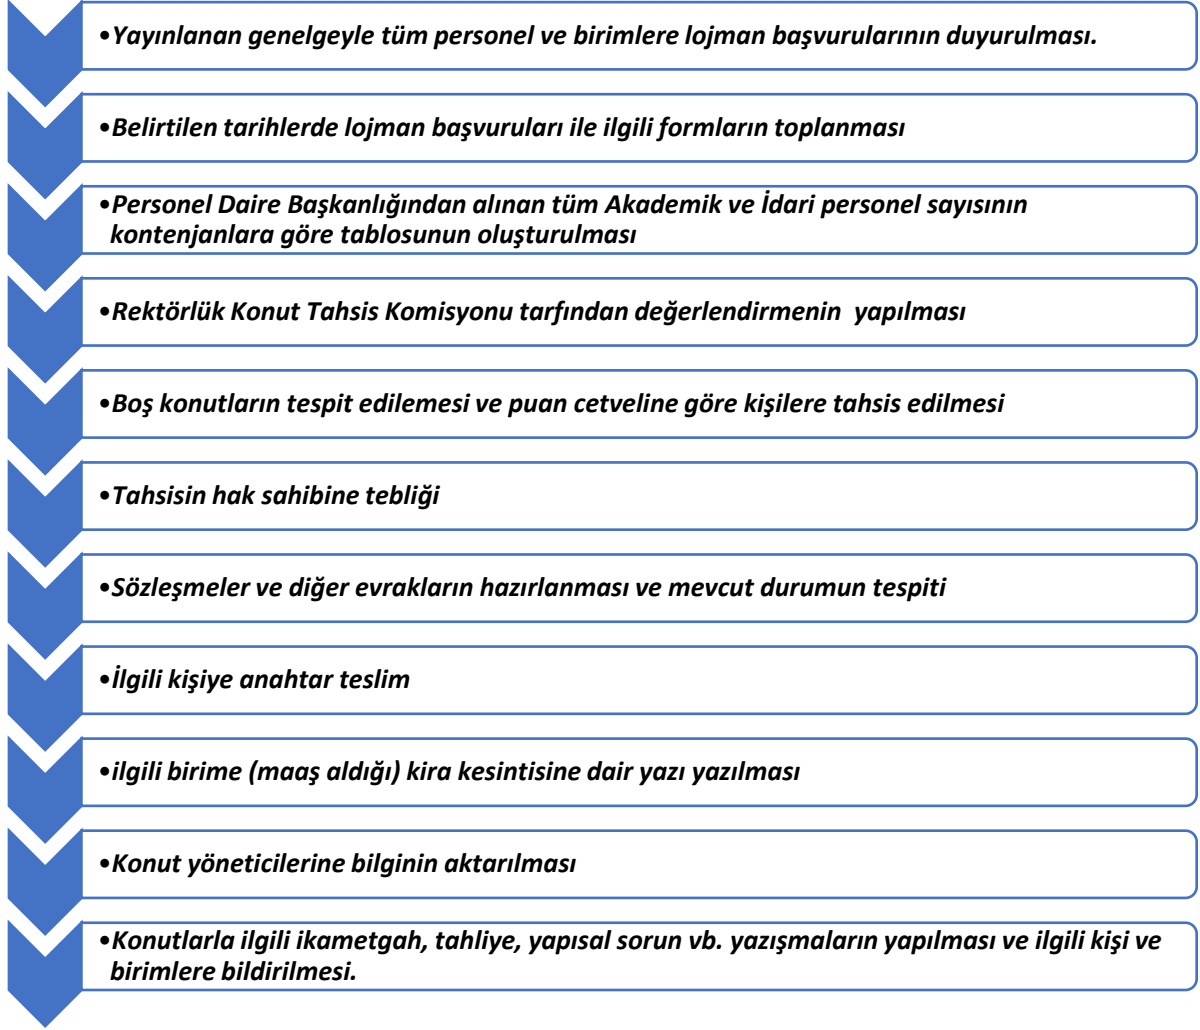 •Yayınlanan genelgeyle tüm personel ve birimlere lojman başvurularının duyurulması.
•Belirtilen tarihlerde lojman başvuruları ile ilgili formların toplanması
•Personel Daire Başkanlığından alınan tüm Akademik ve İdari personel sayısının
kontenjanlara göre tablosunun oluşturulması
•Rektörlük Konut Tahsis Komisyonu tarfından değerlendirmenin  yapılması
•Boş konutların tespit edilemesi ve puan cetveline göre kişilere tahsis edilmesi
•Tahsisin hak sahibine tebliği
•Sözleşmeler ve diğer evrakların hazırlanması ve mevcut durumun tespiti
•İlgili kişiye anahtar teslim
•ilgili birime (maaş aldığı) kira kesintisine dair yazı yazılması
•Konut yöneticilerine bilginin aktarılması
•Konutlarla ilgili ikametgah, tahliye, yapısal sorun vb. yazışmaların yapılması ve ilgili kişi ve
birimlere bildirilmesi.